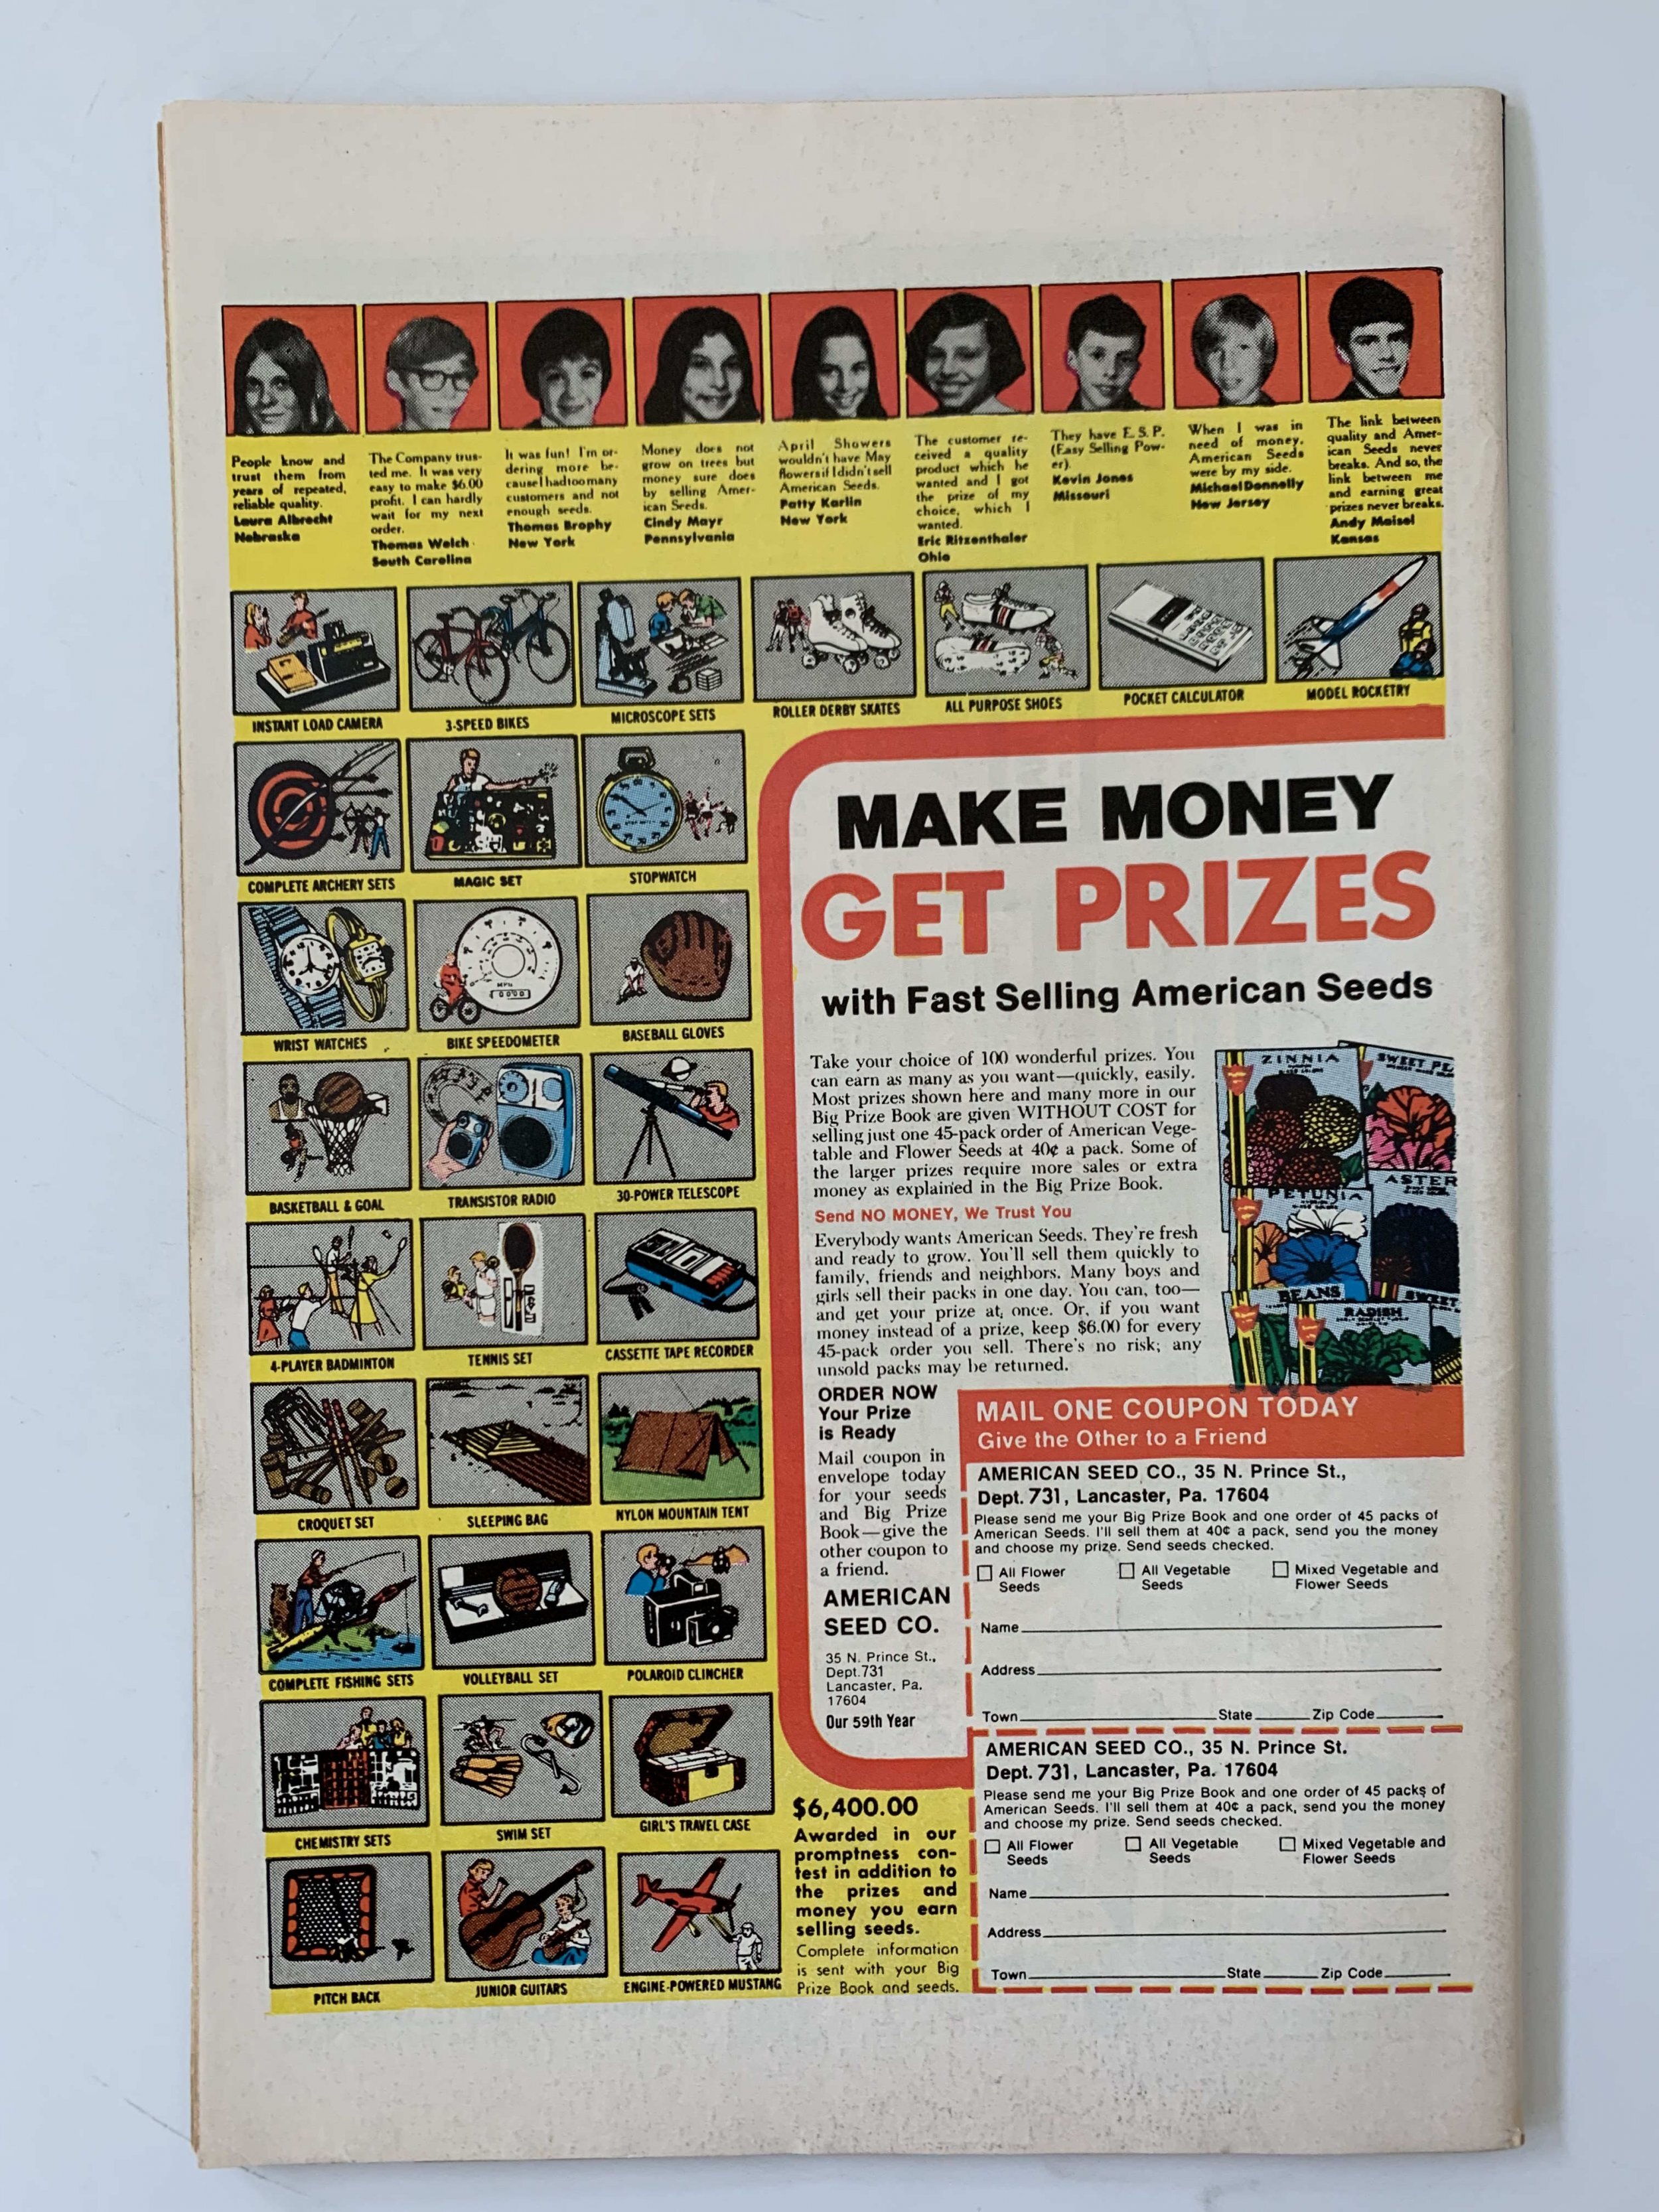 People know and
trust them from
years of repeated,
reliable quality.
Laura Albrecht
Nebraska
The Company trus-
ted me. It was very
easy to make $6.00
profit. I can hardly
wait for my next
order.
Thomas Welch
South Carolina
It was fun! I'm or-
dering more be-
cause I had too many
customers and not
enough seeds.
Thomas Brophy
New York
Money does not
grow on trees but
money sure does
by selling Amer-
ican Seeds.
Cindy Mayr
Pennsylvania
April Showers
wouldn't have May
flowers if I didn't sell
American Seeds.
Patty Karlin
New York
The customer re-
ceived a quality
product which he
wanted and I got
the prize of my
choice, which I
wanted.
Eric Ritzenthaler
Ohio
They have E. S. P.
(Easy Selling Pow-
er).
Kevin Jones
Missouri
When I was in
need of money,
American Seeds
were by my side.
Michael Donnelly
New Jersey
The link between
quality and Amer-
ican Seeds never
breaks. And so, the
link between me
and earning great
prizes never breaks.
Andy Maisel
Kansas
INSTANT LOAD CAMERA
3-SPEED BIKES
MICROSCOPE SETS
ROLLER DERBY SKATES
ALL PURPOSE SHOES
POCKET CALCULATOR
MODEL ROCKETRY
COMPLETE ARCHERY SETS
MAGIC SET
STOPWATCH
WRIST WATCHES
MPH
BIKE SPEEDOMETER
BASEBALL GLOVES
BASKETBALL & GOAL
TRANSISTOR RADIO
30-POWER TELESCOPE
4-PLAYER BADMINTON
TENNIS SET
CASSETTE TAPE RECORDER
CROQUET SET
SLEEPING BAG
NYLON MOUNTAIN TENT
COMPLETE FISHING SETS
VOLLEYBALL SET
POLAROID CLINCHER
CHEMISTRY SETS
SWIM SET
GIRL'S TRAVEL CASE
PITCH BACK
JUNIOR GUITARS
ENGINE-POWERED MUSTANG
MAKE MONEY
GET PRIZES
with Fast Selling American Seeds
Take your choice of 100 wonderful prizes. You
can earn as many as you want—quickly, easily.
Most prizes shown here and many more in our
Big Prize Book are given WITHOUT COST for
selling just one 45-pack order of American Vege-
table and Flower Seeds at 40¢ a pack. Some of
the larger prizes require more sales or extra
money as explained in the Big Prize Book.
Send NO MONEY, We Trust You
Everybody wants American Seeds. They're fresh
and ready to grow. You'll sell them quickly to
family, friends and neighbors. Many boys and
girls sell their packs in one day. You can, too—
and get your prize at once. Or, if you want
money instead of a prize, keep $6.00 for every
45-pack order you sell. There's no risk; any
unsold packs may be returned.
ZINNIA
SWEET PE
ASTER
PETUNIA
BEANS
SWEET
RADISH
ORDER NOW
Your Prize
is Ready
Mail coupon in
envelope today
for your seeds
and Big Prize
Book—give the
other coupon to
a friend.
AMERICAN
SEED CO.
35 N. Prince St.,
Dept. 731
Lancaster, Pa.
17604
Our 59th Year
MAIL ONE COUPON TODAY
Give the Other to a Friend
AMERICAN SEED CO., 35 N. Prince St.,
Dept. 731, Lancaster, Pa. 17604
Please send me your Big Prize Book and one order of 45 packs of
American Seeds. I'll sell them at 40¢ a pack, send you the money
and choose my prize. Send seeds checked.
All Flower
Seeds
All Vegetable
Seeds
Mixed Vegetable and
Flower Seeds
Name
Address
Town State Zip Code
AMERICAN SEED CO., 35 N. Prince St.
Dept. 731, Lancaster, Pa. 17604
Please send me your Big Prize Book and one order of 45 packs of
American Seeds. I'll sell them at 40¢ a pack, send you the money
and choose my prize. Send seeds checked.
All Flower
Seeds
All Vegetable
Seeds
Mixed Vegetable and
Flower Seeds
Name
Address
Town State Zip Code
$6,400.00
Awarded in our
promptness con-
test in addition to
the prizes and
money you earn
selling seeds.
Complete information
is sent with your Big
Prize Book and seeds.